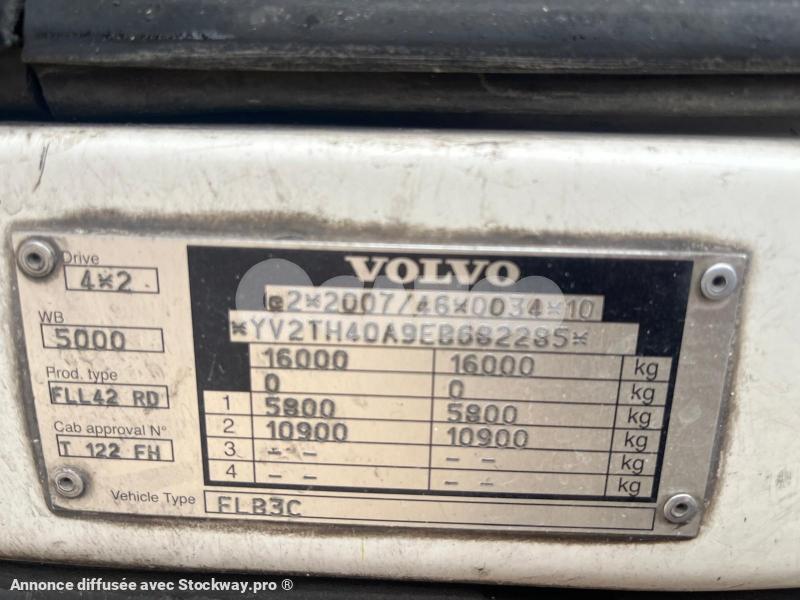 VOLVO
Drive
4*2
e2*2007/46*0034*10
*YV2TH40A9EB682285*
WB
5000
16000 16000 kg
0 0 kg
Prod. type
FLL42 RD
1 5800 5800 kg
2 10900 10900 kg
Cab approval N°
T 122 FH
3 -- -- kg
4 -- -- kg
Vehicle Type FLB3C
Annonce diffusée avec Stockway.pro ®